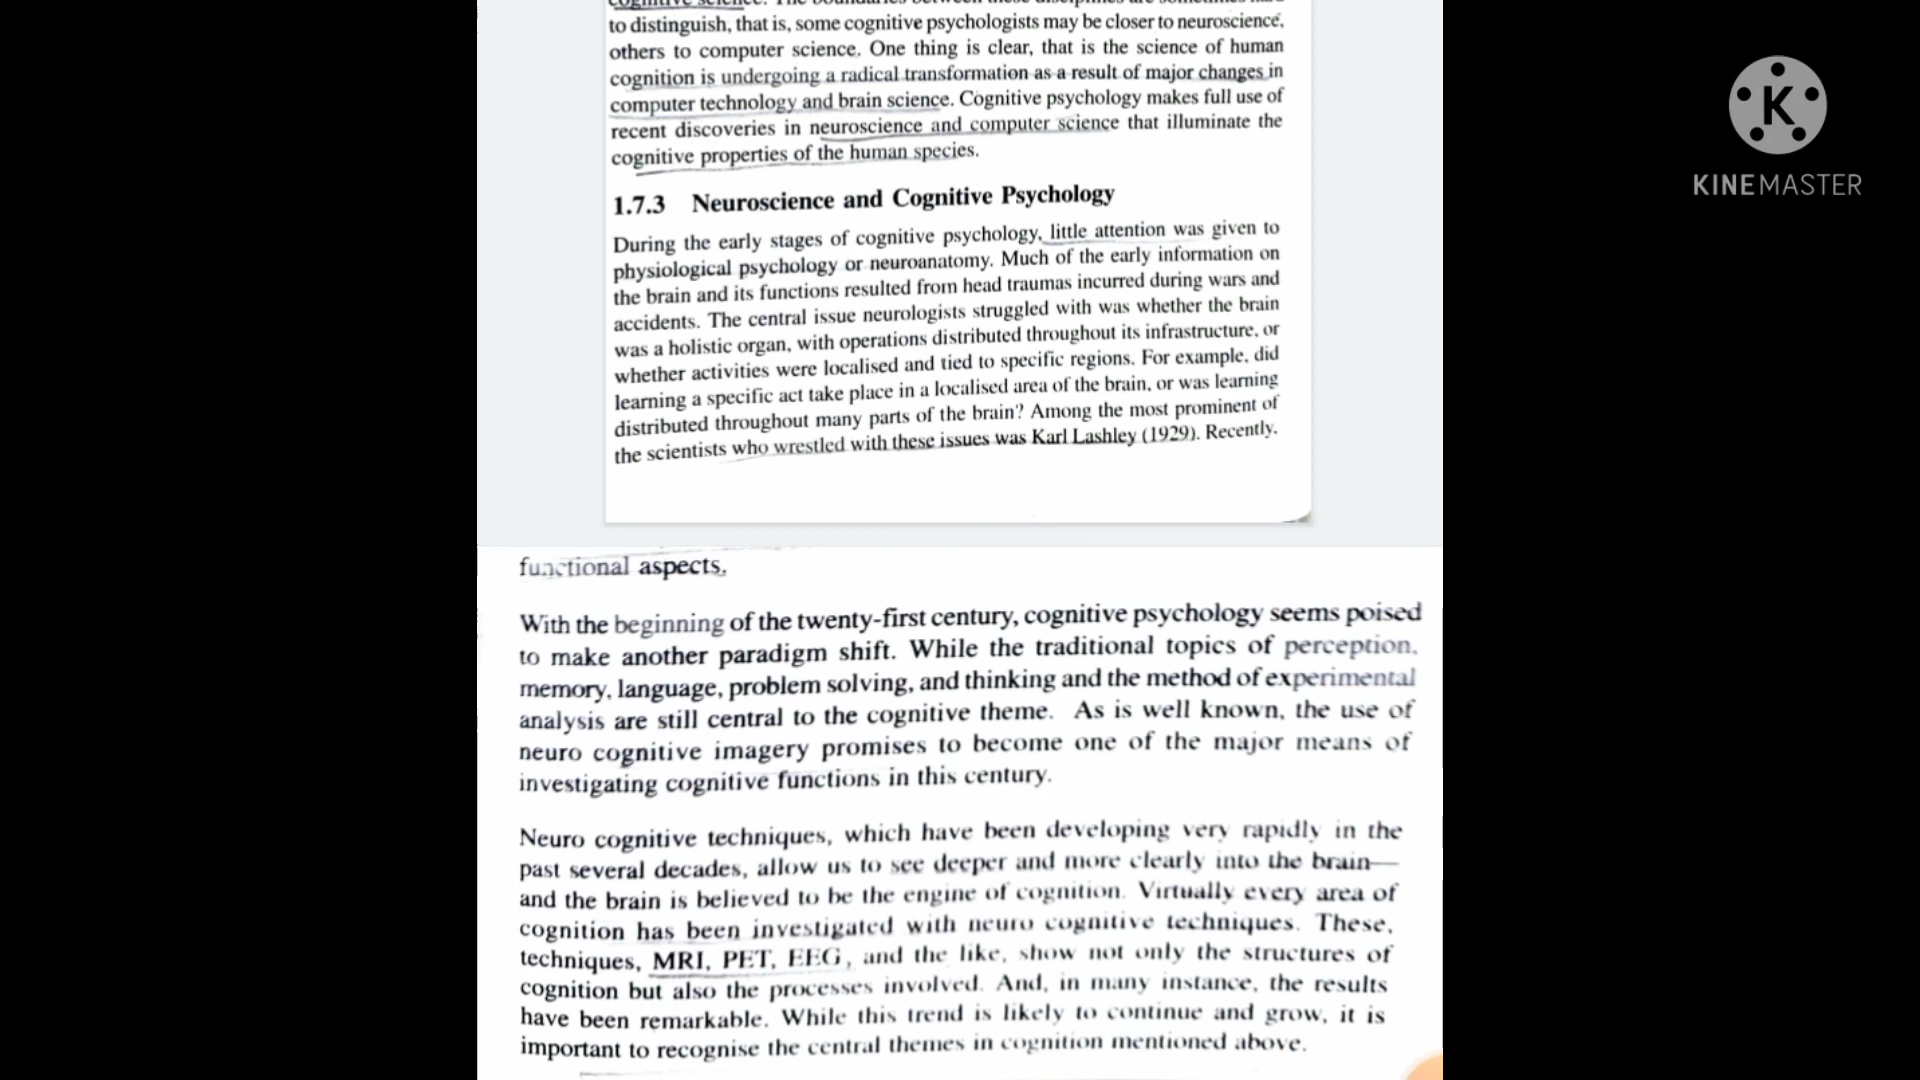 cognitive science. The boundaries between these disciplines are sometimes hard
to distinguish, that is, some cognitive psychologists may be closer to neuroscience,
others to computer science. One thing is clear, that is the science of human
cognition is undergoing a radical transformation as a result of major changes in
computer technology and brain science. Cognitive psychology makes full use of
recent discoveries in neuroscience and computer science that illuminate the
cognitive properties of the human species.
1.7.3 Neuroscience and Cognitive Psychology
During the early stages of cognitive psychology, little attention was given to
physiological psychology or neuroanatomy. Much of the early information on
the brain and its functions resulted from head traumas incurred during wars and
accidents. The central issue neurologists struggled with was whether the brain
was a holistic organ, with operations distributed throughout its infrastructure, or
whether activities were localised and tied to specific regions. For example, did
learning a specific act take place in a localised area of the brain, or was learning
distributed throughout many parts of the brain? Among the most prominent of
the scientists who wrestled with these issues was Karl Lashley (1929). Recently,
functional aspects.
With the beginning of the twenty-first century, cognitive psychology seems poised
to make another paradigm shift. While the traditional topics of perception,
memory, language, problem solving, and thinking and the method of experimental
analysis are still central to the cognitive theme. As is well known, the use of
neuro cognitive imagery promises to become one of the major means of
investigating cognitive functions in this century.
Neuro cognitive techniques, which have been developing very rapidly in the
past several decades, allow us to see deeper and more clearly into the brain—
and the brain is believed to be the engine of cognition. Virtually every area of
cognition has been investigated with neuro cognitive techniques. These,
techniques, MRI, PET, EEG, and the like, show not only the structures of
cognition but also the processes involved. And, in many instance, the results
have been remarkable. While this trend is likely to continue and grow, it is
important to recognise the central themes in cognition mentioned above.
K
KINEMASTER